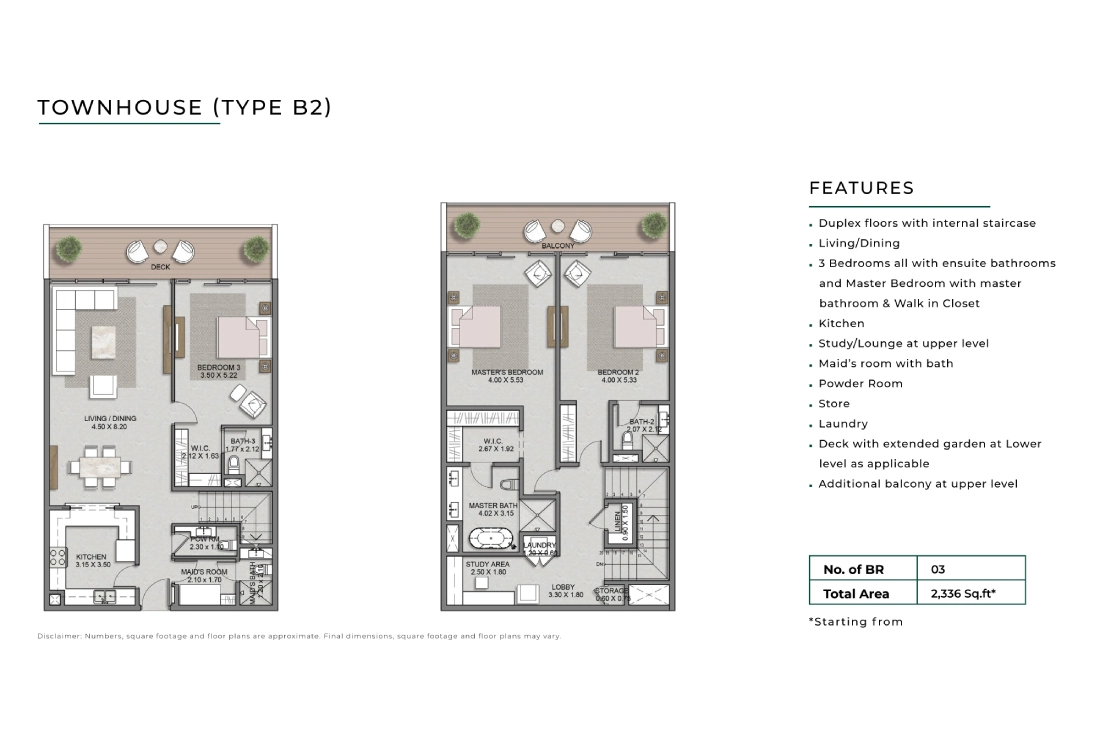 TOWNHOUSE (TYPE B2)
DECK
BEDROOM 3
3.50 X 5.22
LIVING / DINING
4.50 X 8.20
W.I.C.
2.12 X 1.63
BATH-3
1.77 x 2.12
UP
POW RM.
2.30 x 1.10
KITCHEN
3.15 X 3.50
MAID'S ROOM
2.10 x 1.70
MAID'S BATH
BALCONY
MASTER'S BEDROOM
4.00 X 5.53
BEDROOM 2
4.00 X 5.33
W.I.C.
2.67 X 1.92
BATH-2
2.07 X 2.12
MASTER BATH
4.02 X 3.15
LINEN
0.90 X 1.50
LAUNDRY
STUDY AREA
2.50 X 1.80
DN
LOBBY
3.30 X 1.80
STORAGE
Disclaimer: Numbers, square footage and floor plans are approximate. Final dimensions, square footage and floor plans may vary.
FEATURES
Duplex floors with internal staircase
Living/Dining
3 Bedrooms all with ensuite bathrooms
and Master Bedroom with master
bathroom & Walk in Closet
Kitchen
Study/Lounge at upper level
Maid's room with bath
Powder Room
Store
Laundry
Deck with extended garden at Lower
level as applicable
Additional balcony at upper level
No. of BR 03
Total Area 2,336 Sq.ft*
*Starting from